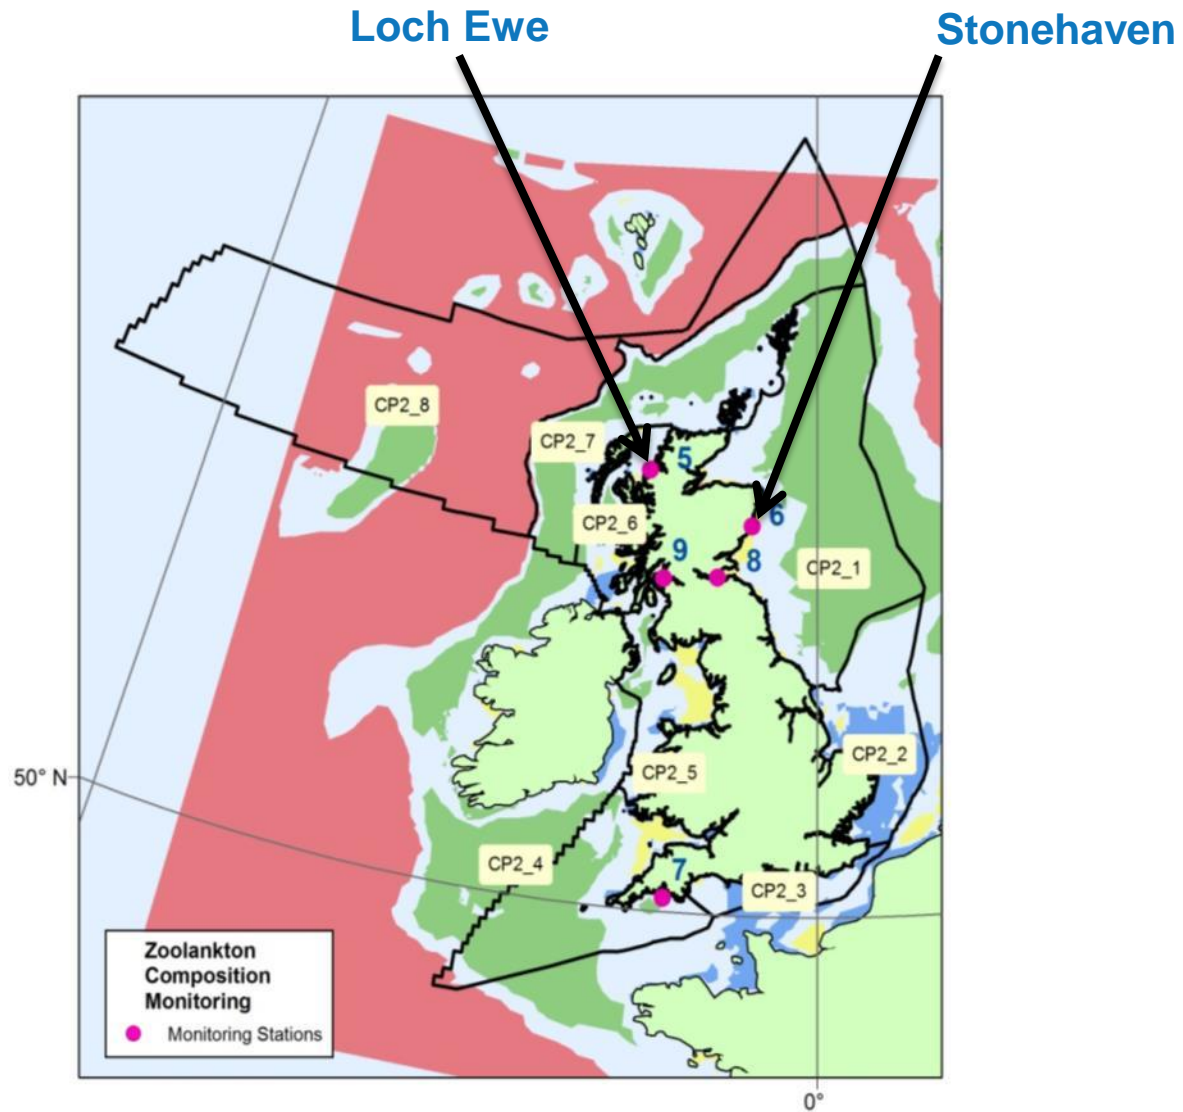 Loch Ewe
Stonehaven
CP2_8
CP2_7
5
CP2_6
6
9
8
CP2_1
CP2_2
50° N
CP2_5
CP2_4
7
CP2_3
Zoolankton
Composition
Monitoring
Monitoring Stations
0°